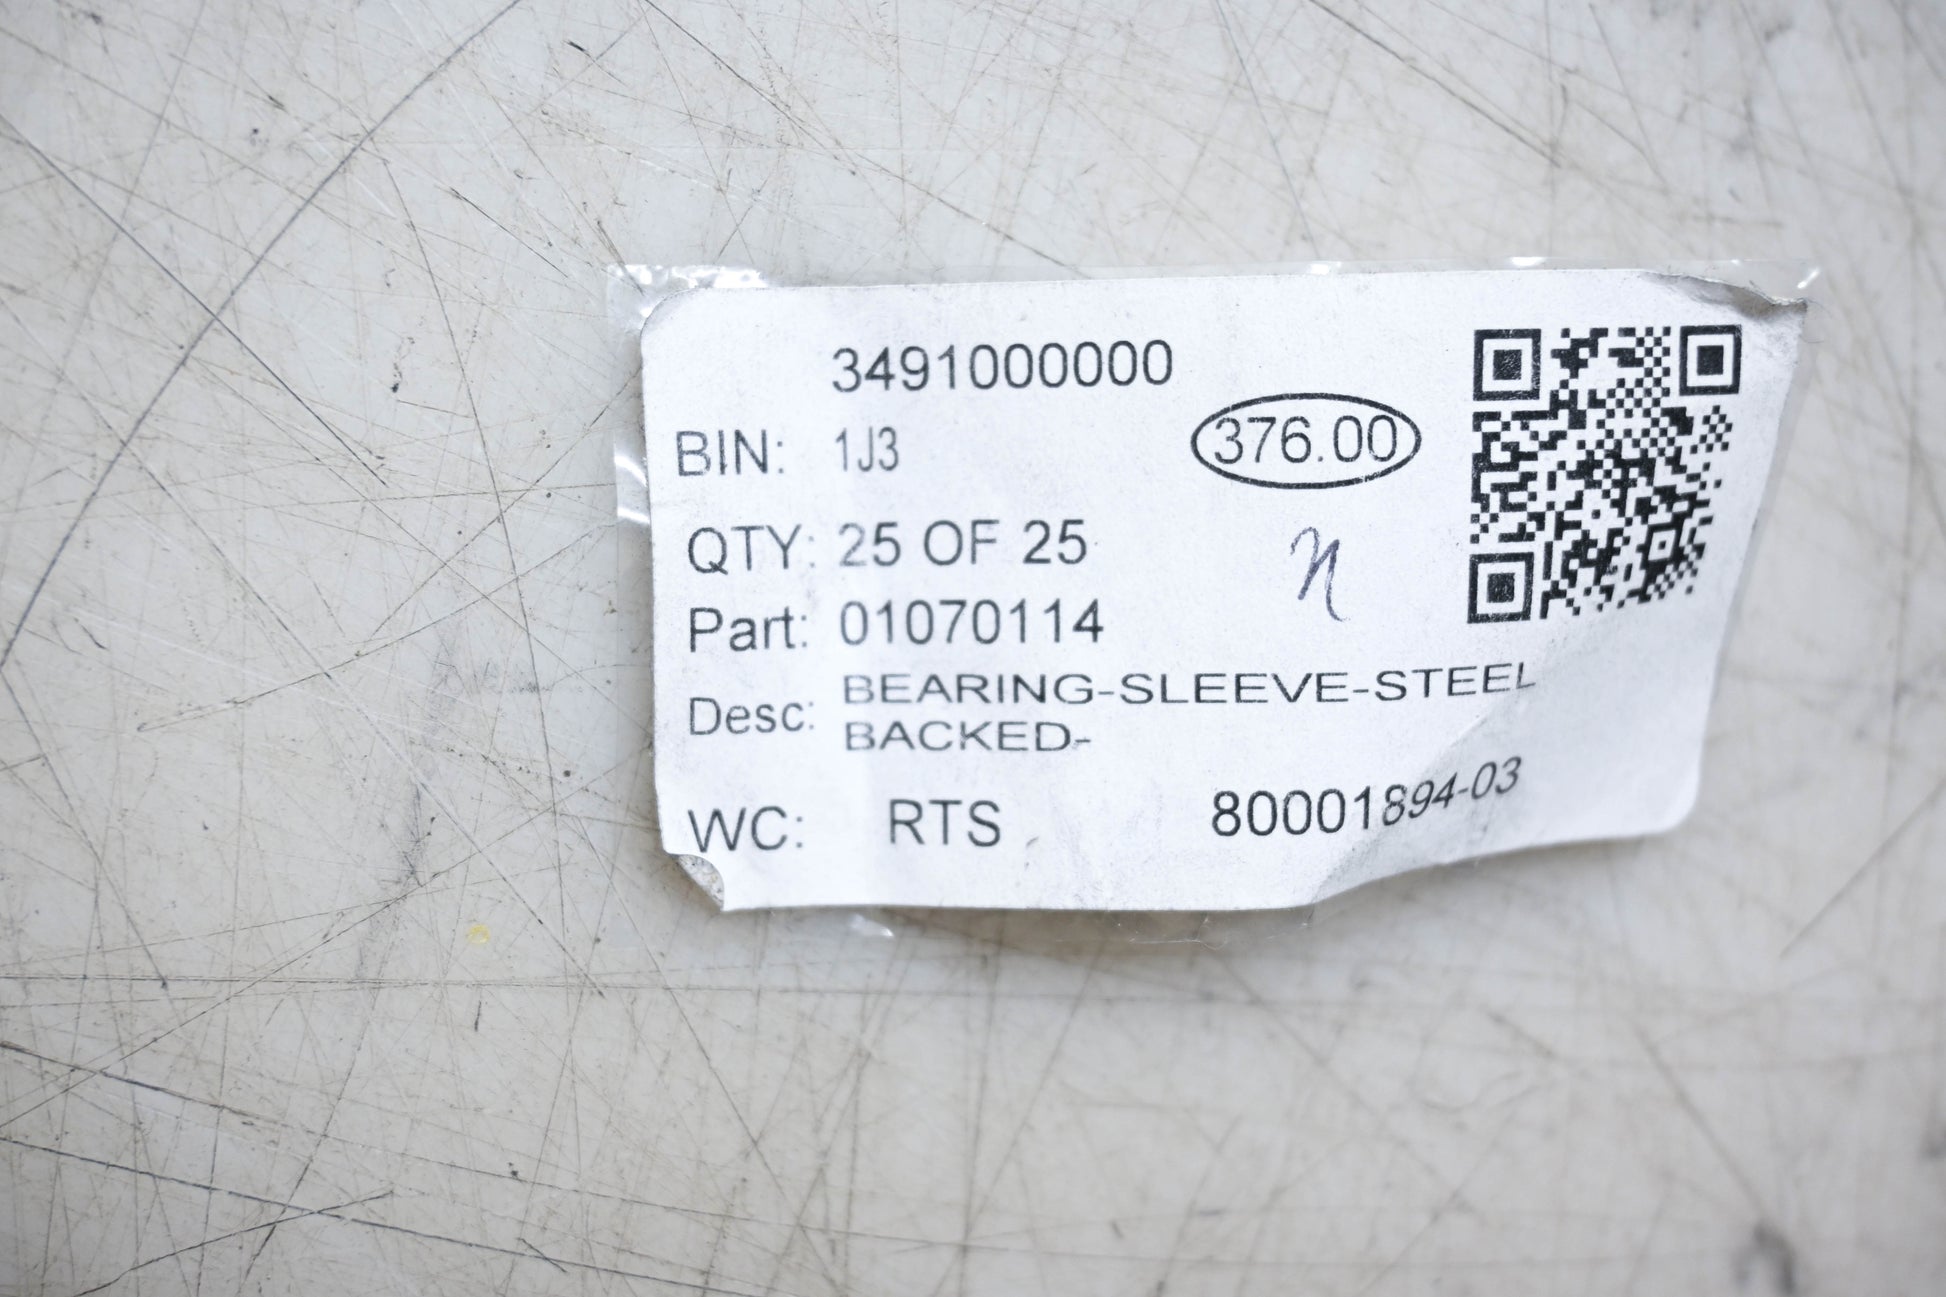 3491000000
BIN: 1J3 376.00
QTY: 25 OF 25
n
Part: 01070114
Desc: BEARING-SLEEVE-STEEL
BACKED-
WC: RTS 80001894-03